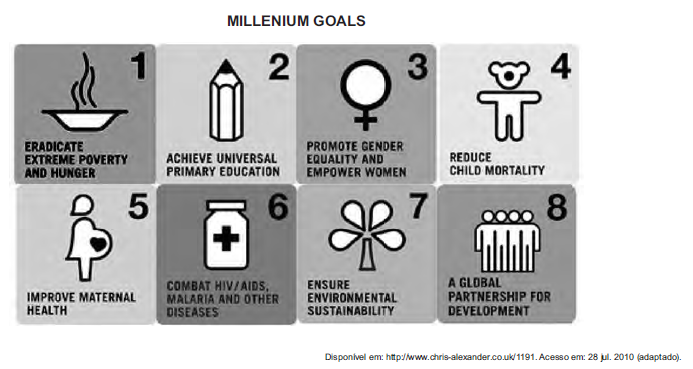 MILLENIUM GOALS
1
ERADICATE
EXTREME POVERTY
AND HUNGER
2
ACHIEVE UNIVERSAL
PRIMARY EDUCATION
3
PROMOTE GENDER
EQUALITY AND
EMPOWER WOMEN
4
REDUCE
CHILD MORTALITY
5
IMPROVE MATERNAL
HEALTH
6
COMBAT HIV/AIDS,
MALARIA AND OTHER
DISEASES
7
ENSURE
ENVIRONMENTAL
SUSTAINABILITY
8
A GLOBAL
PARTNERSHIP FOR
DEVELOPMENT
Disponível em: http://www.chris-alexander.co.uk/1191. Acesso em: 28 jul. 2010 (adaptado).